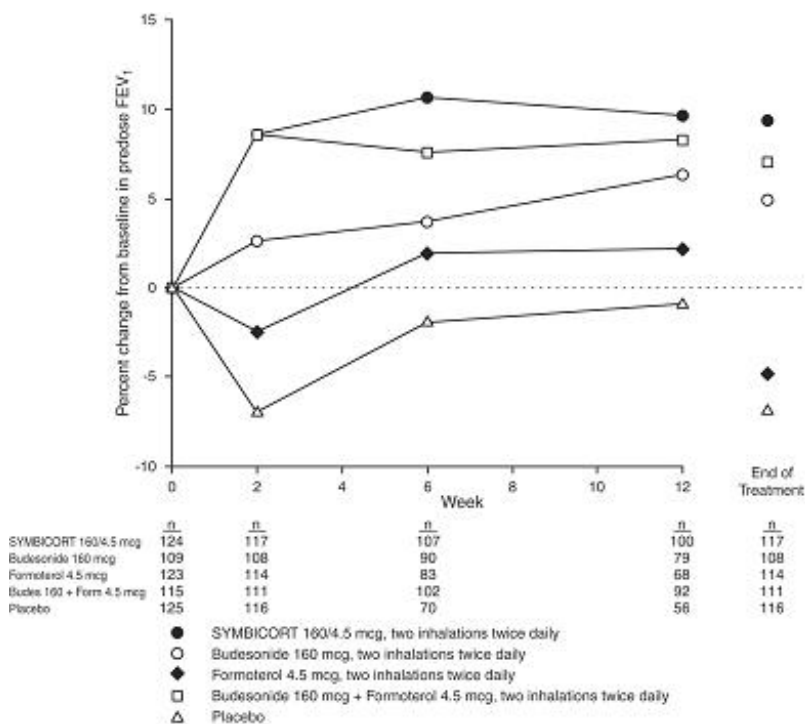 Percent change from baseline in predose FEV1
15
10
5
0
-5
-10
0
2
4
6
8
10
12
Week
End of
Treatment
n n n n n
SYMBICORT 160/4.5 mcg 124 117 107 100 117
Budesonide 160 mcg 109 108 90 79 108
Formoterol 4.5 mcg 123 114 83 68 114
Budes 160 + Form 4.5 mcg 115 111 102 92 111
Placebo 125 116 70 56 116
SYMBICORT 160/4.5 mcg, two inhalations twice daily
Budesonide 160 mcg, two inhalations twice daily
Formoterol 4.5 mcg, two inhalations twice daily
Budesonide 160 mcg + Formoterol 4.5 mcg, two inhalations twice daily
Placebo